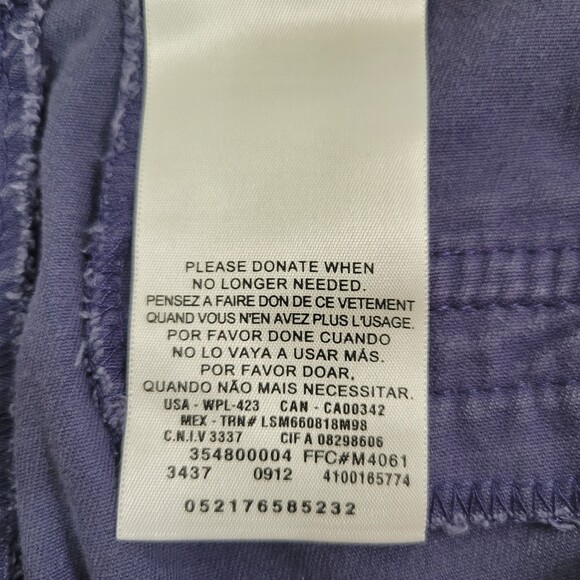 PLEASE DONATE WHEN
NO LONGER NEEDED.
PENSEZ A FAIRE DON DE CE VETEMENT
QUAND VOUS N'EN AVEZ PLUS L'USAGE.
POR FAVOR DONE CUANDO
NO LO VAYA A USAR MÁS.
POR FAVOR DOAR,
QUANDO NÃO MAIS NECESSITAR.
USA - WPL-423 CAN - CA00342
MEX - TRN# LSM660818M98
C.N.I.V 3337 CIF A 08298606
354800004 FFC#M4061
3437 0912 4100165774
052176585232